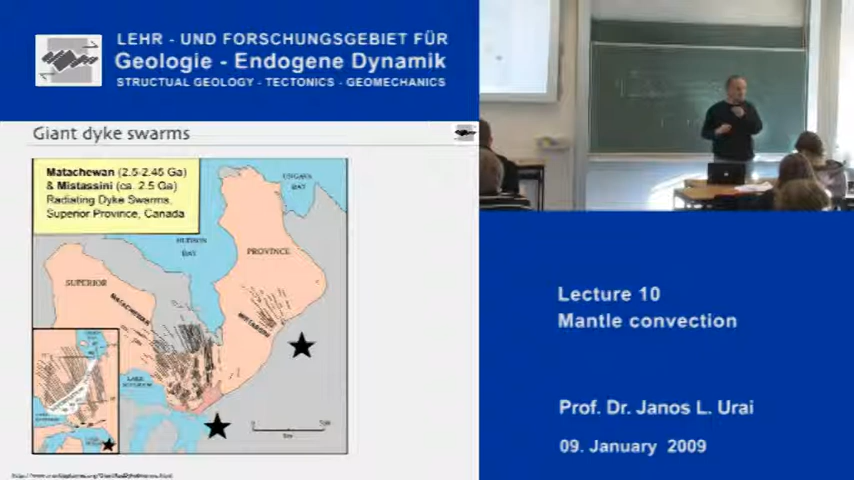 LEHR - UND FORSCHUNGSGEBIET FÜR
Geologie - Endogene Dynamik
STRUCTUAL GEOLOGY - TECTONICS - GEOMECHANICS
Giant dyke swarms
Matachewan (2.5-2.45 Ga)
& Mistassini (ca. 2.5 Ga)
Radiating Dyke Swarms,
Superior Province, Canada
UNGAVA
BAY
HUDSON
BAY
PROVINCE
SUPERIOR
MATACHEWAN
MISTASSINI
LAKE
SUPERIOR
Lecture 10
Mantle convection
Prof. Dr. Janos L. Urai
09. January 2009